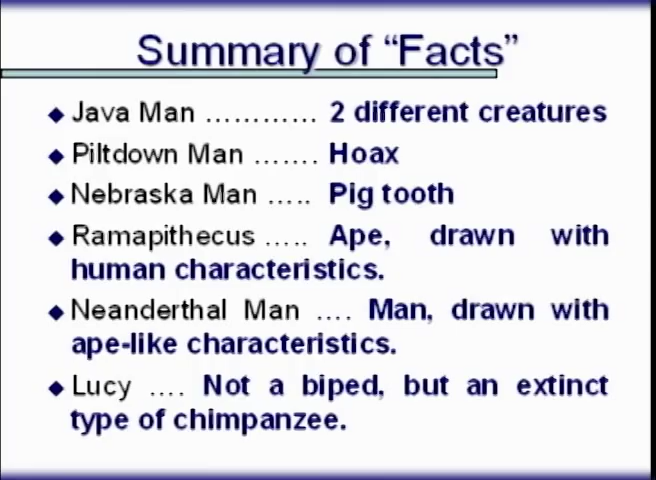 Summary of “Facts”
◆ Java Man ………… 2 different creatures
◆ Piltdown Man ……. Hoax
◆ Nebraska Man ….. Pig tooth
◆ Ramapithecus ….. Ape, drawn with
human characteristics.
◆ Neanderthal Man …. Man, drawn with
ape-like characteristics.
◆ Lucy …. Not a biped, but an extinct
type of chimpanzee.